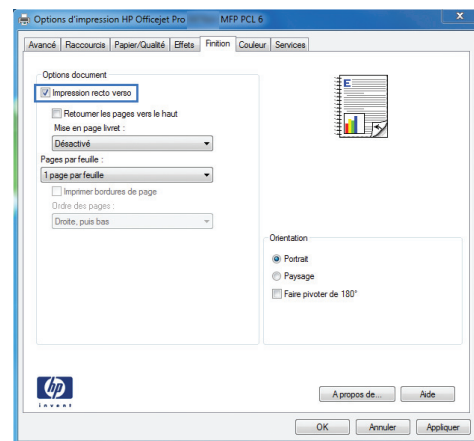 Options d'impression HP Officejet Pro MFP PCL 6
Avancé Raccourcis Papier/Qualité Effets Finition Couleur Services
Options document
Impression recto verso
Retourner les pages vers le haut
Mise en page livret :
Désactivé
Pages par feuille :
1 page par feuille
Imprimer bordures de page
Ordre des pages :
Droite, puis bas
E
Orientation
Portrait
Paysage
Faire pivoter de 180°
hp
invent
A propos de... Aide
OK Annuler Appliquer